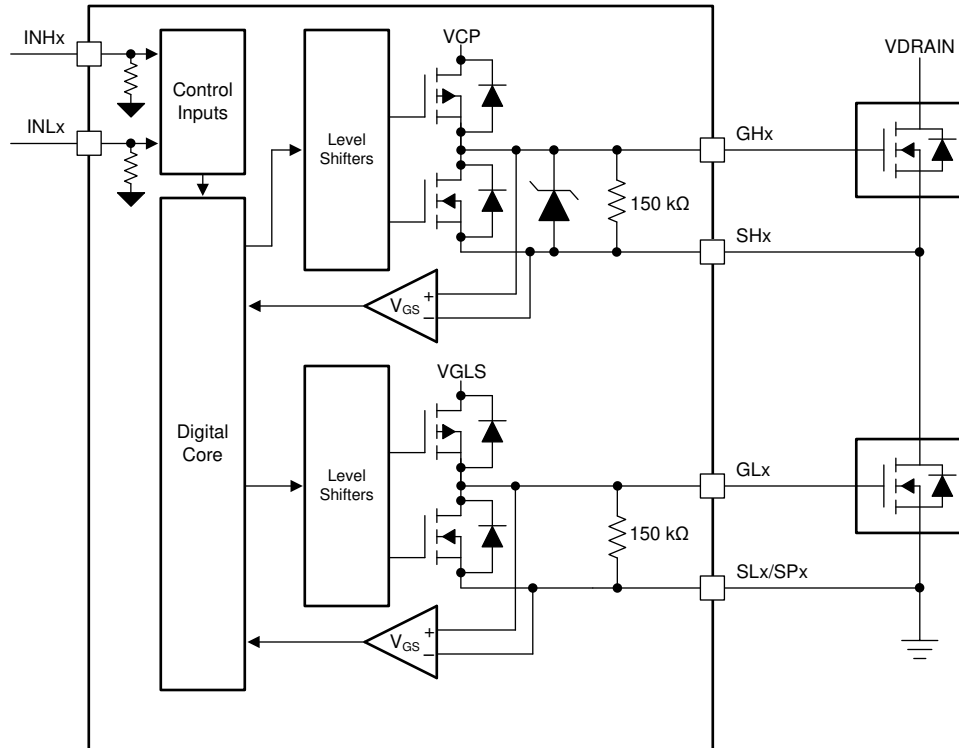 INHx
INLx
Control
Inputs
Digital
Core
Level
Shifters
VCP
VGS
+
–
150 kΩ
GHx
SHx
VDRAIN
Level
Shifters
VGLS
VGS
+
–
150 kΩ
GLx
SLx/SPx